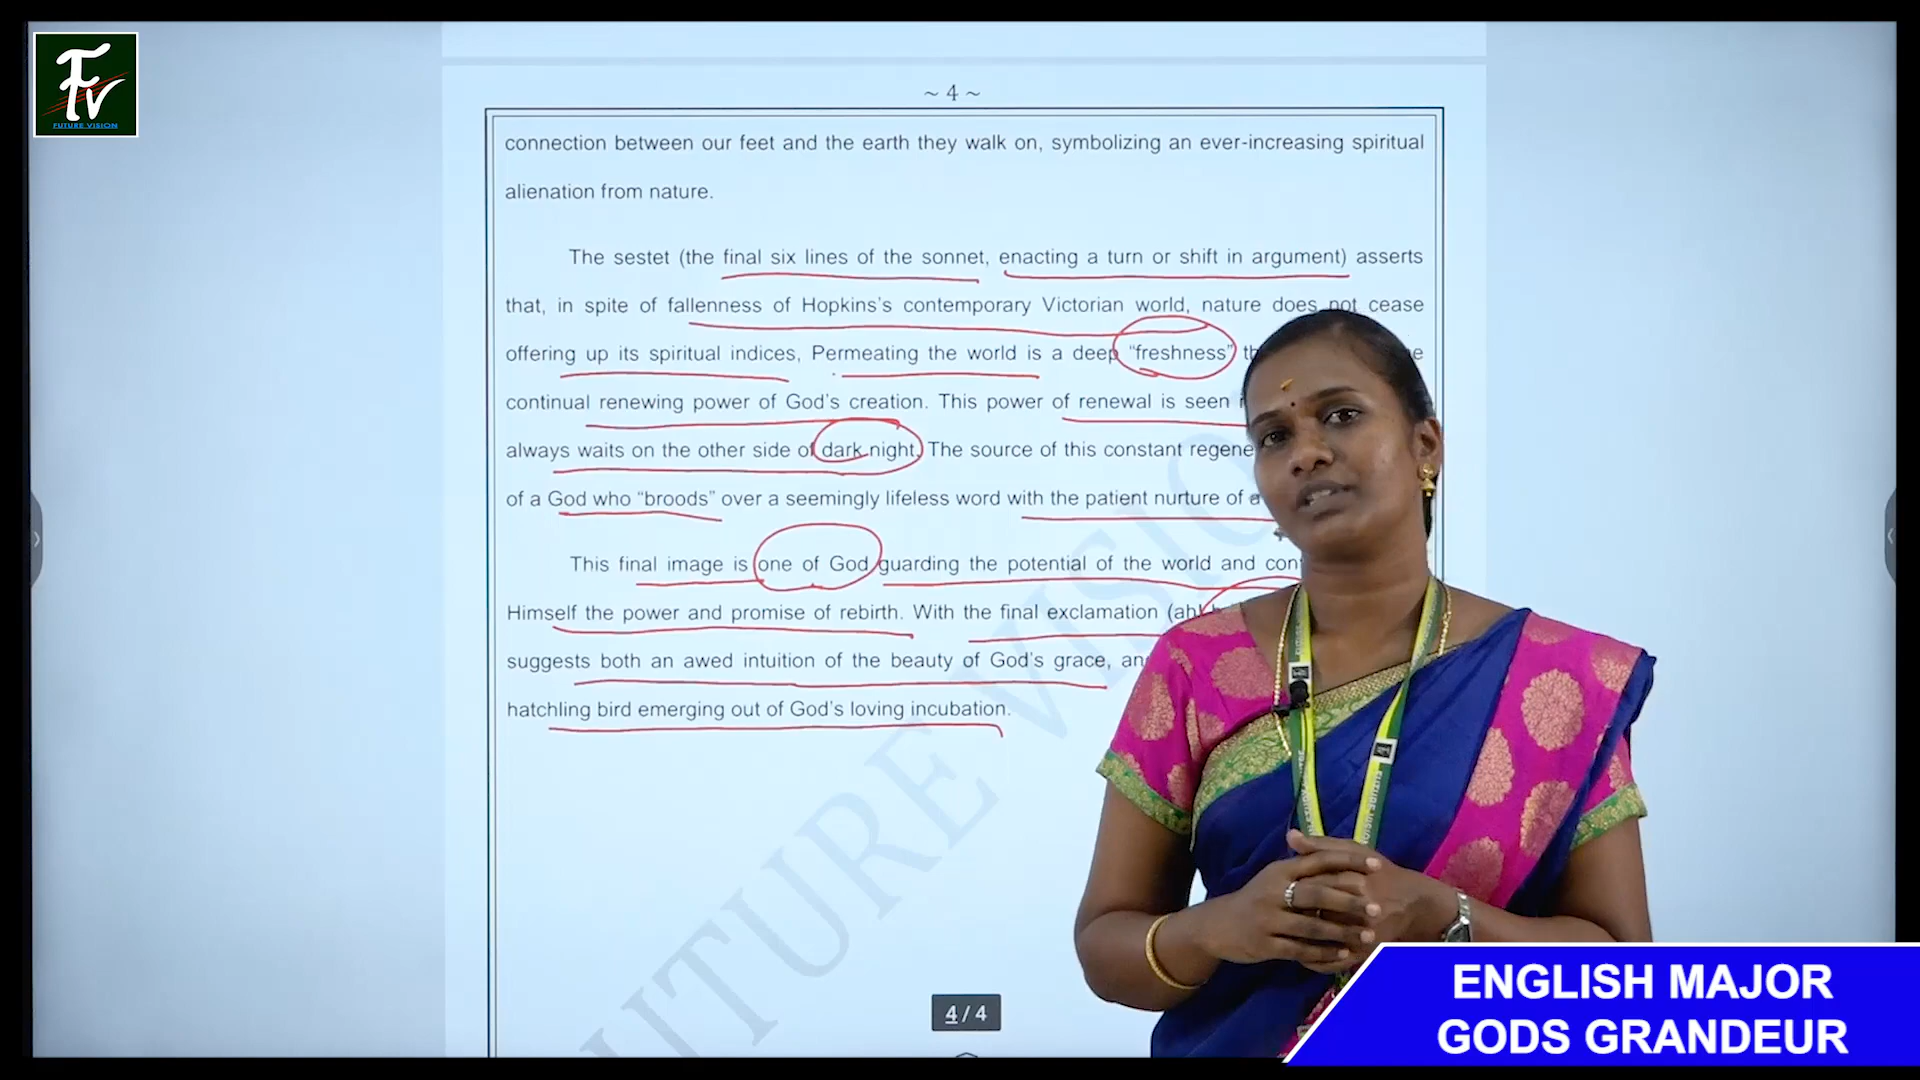 FV
FUTURE VISION
~ 4 ~
connection between our feet and the earth they walk on, symbolizing an ever-increasing spiritual
alienation from nature.
The sestet (the final six lines of the sonnet, enacting a turn or shift in argument) asserts
that, in spite of fallenness of Hopkins's contemporary Victorian world, nature does not cease
offering up its spiritual indices, Permeating the world is a deep “freshness”
continual renewing power of God's creation. This power of renewal is seen
always waits on the other side of dark night. The source of this constant
of a God who “broods” over a seemingly lifeless word with the patient nurture of
This final image is one of God guarding the potential of the world and
Himself the power and promise of rebirth. With the final exclamation (ah!
suggests both an awed intuition of the beauty of God's grace,
hatchling bird emerging out of God's loving incubation.
4 / 4
ENGLISH MAJOR
GODS GRANDEUR